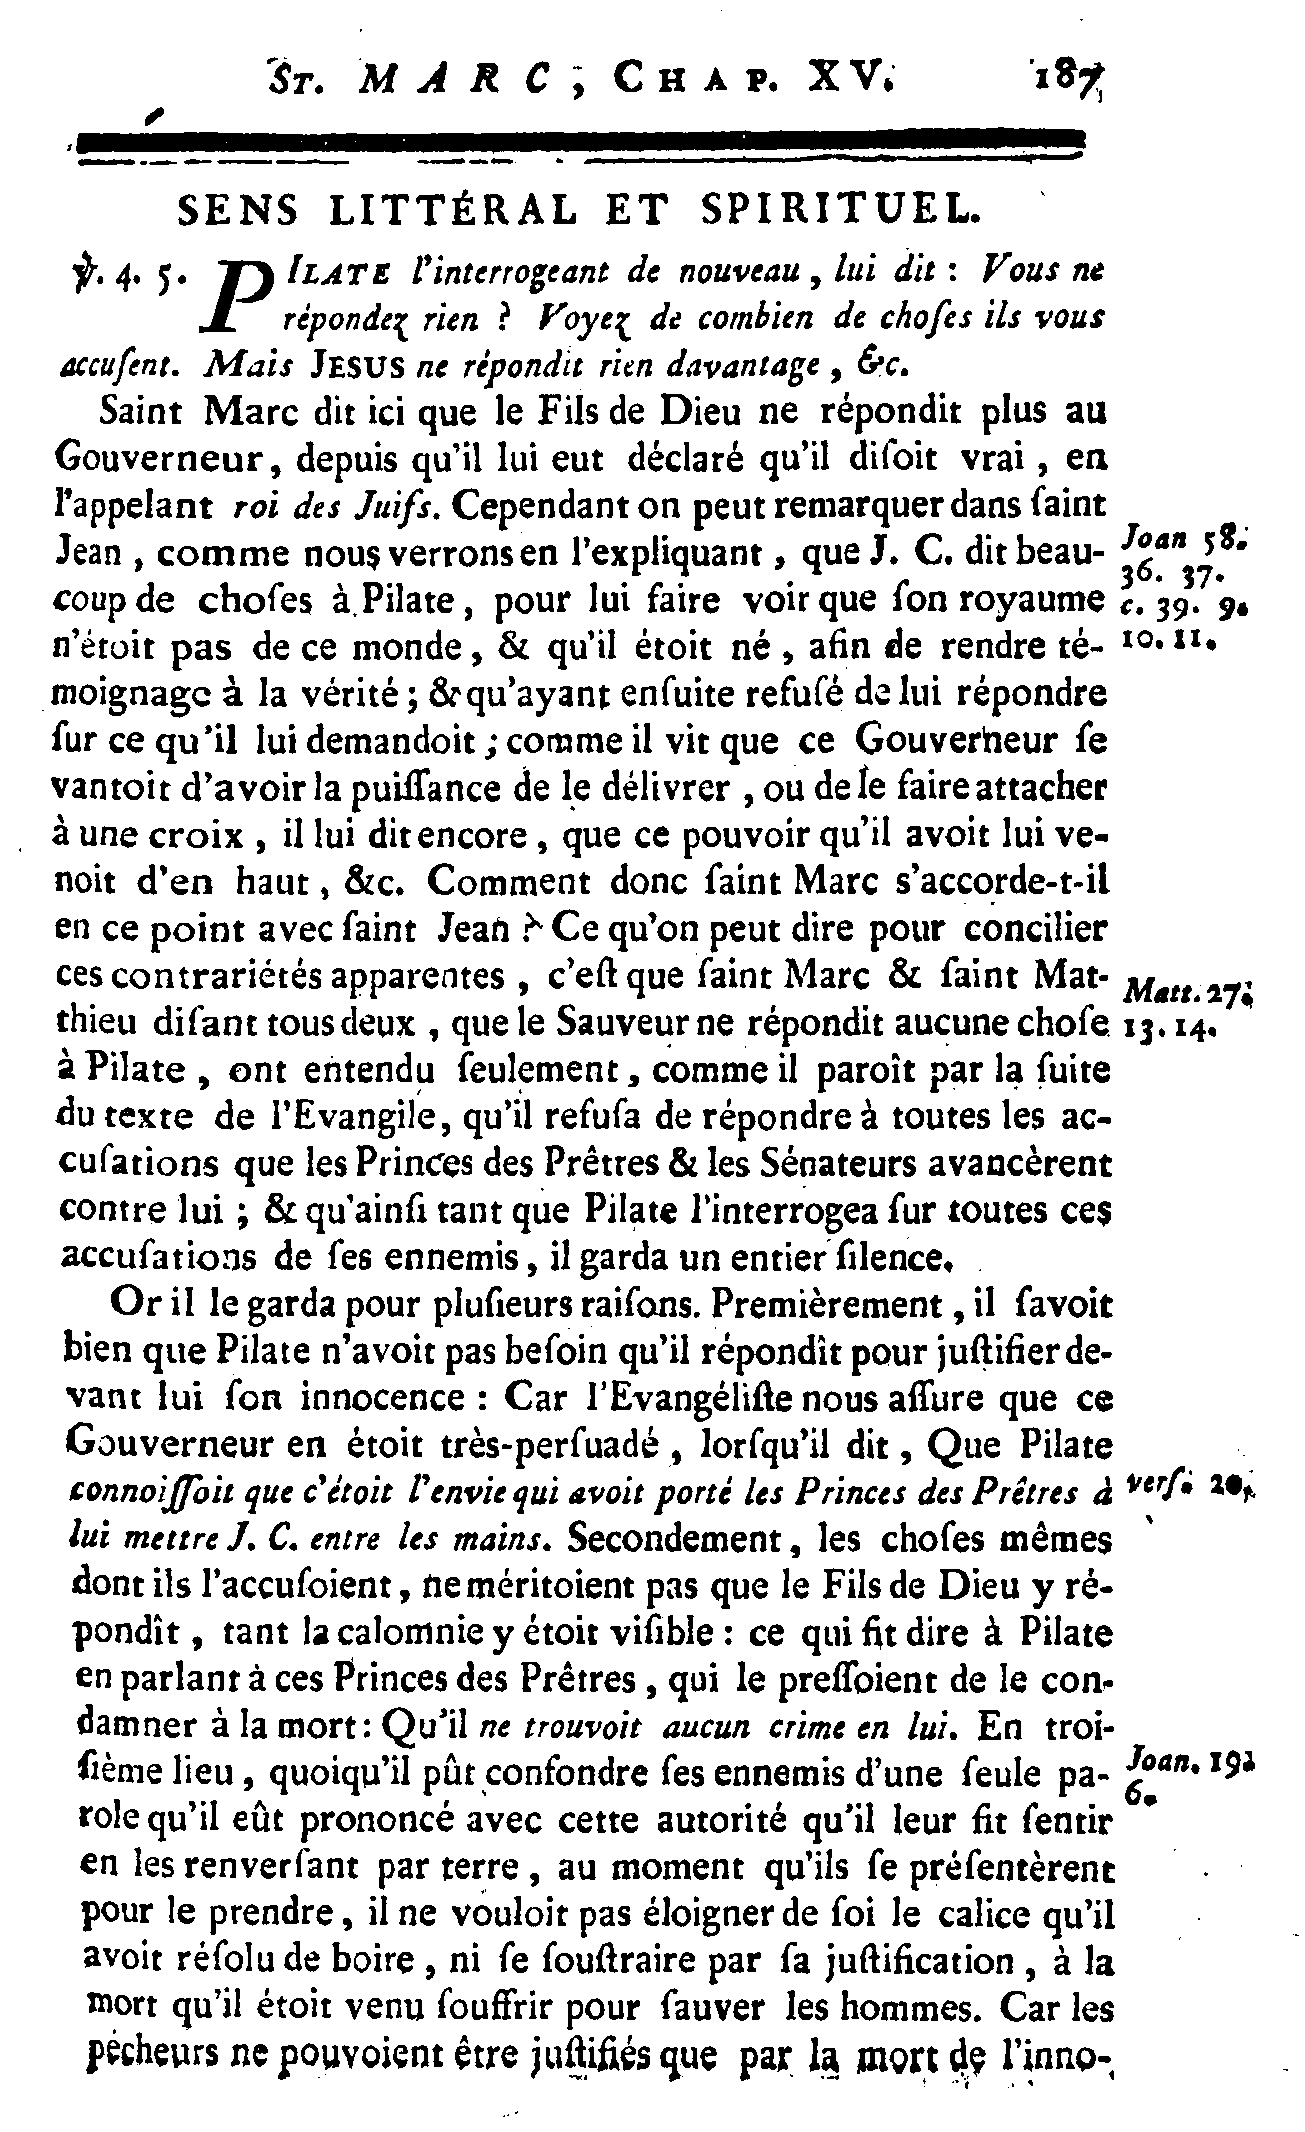 ST. MARC, CHAP. XV. 187
SENS LITTÉRAL ET SPIRITUEL.
℣. 4. 5. PILATE l'interrogeant de nouveau, lui dit : Vous ne
répondez rien ? Voyez de combien de choſes ils vous
accuſent. Mais JESUS ne répondit rien davantage, &c.
Saint Marc dit ici que le Fils de Dieu ne répondit plus au
Gouverneur, depuis qu'il lui eut déclaré qu'il diſoit vrai, en
l'appelant roi des Juifs. Cependant on peut remarquer dans ſaint
Jean, comme nous verrons en l'expliquant, que J. C. dit beau-
coup de choſes à Pilate, pour lui faire voir que ſon royaume
n'étoit pas de ce monde, & qu'il étoit né, afin de rendre té-
moignage à la vérité; & qu'ayant enſuite refuſé de lui répondre
ſur ce qu'il lui demandoit; comme il vit que ce Gouverneur ſe
vantoit d'avoir la puiſſance de le délivrer, ou de le faire attacher
à une croix, il lui dit encore, que ce pouvoir qu'il avoit lui ve-
noit d'en haut, &c. Comment donc ſaint Marc s'accorde-t-il
en ce point avec ſaint Jean ? Ce qu'on peut dire pour concilier
ces contrariétés apparentes, c'eſt que ſaint Marc & ſaint Mat-
thieu diſant tous deux, que le Sauveur ne répondit aucune choſe
à Pilate, ont entendu ſeulement, comme il paroît par la ſuite
du texte de l'Evangile, qu'il refuſa de répondre à toutes les ac-
cuſations que les Princes des Prêtres & les Sénateurs avancèrent
contre lui ; & qu'ainſi tant que Pilate l'interrogea ſur toutes ces
accuſations de ſes ennemis, il garda un entier ſilence.
Or il le garda pour pluſieurs raiſons. Premièrement, il ſavoit
bien que Pilate n'avoit pas beſoin qu'il répondît pour juſtifier de-
vant lui ſon innocence : Car l'Evangéliſte nous aſſure que ce
Gouverneur en étoit très-perſuadé, lorſqu'il dit, Que Pilate
connoiſſoit que c'étoit l'envie qui avoit porté les Princes des Prêtres à
lui mettre J. C. entre les mains. Secondement, les choſes mêmes
dont ils l'accuſoient, ne méritoient pas que le Fils de Dieu y ré-
pondît, tant la calomnie y étoit viſible : ce qui fit dire à Pilate
en parlant à ces Princes des Prêtres, qui le preſſoient de le con-
damner à la mort: Qu'il ne trouvoit aucun crime en lui. En troi-
ſième lieu, quoiqu'il pût confondre ſes ennemis d'une ſeule pa-
role qu'il eût prononcé avec cette autorité qu'il leur fit ſentir
en les renverſant par terre, au moment qu'ils ſe préſentèrent
pour le prendre, il ne vouloit pas éloigner de ſoi le calice qu'il
avoit réſolu de boire, ni ſe ſouſtraire par ſa juſtification, à la
mort qu'il étoit venu ſouffrir pour ſauver les hommes. Car les
pécheurs ne pouvoient être juſtifiés que par la mort de l'inno-
Joan 58.
36. 37.
c. 39. 9.
10. 11.
Matt. 27.
13. 14.
verſ. 20.
Joan. 19.
6.